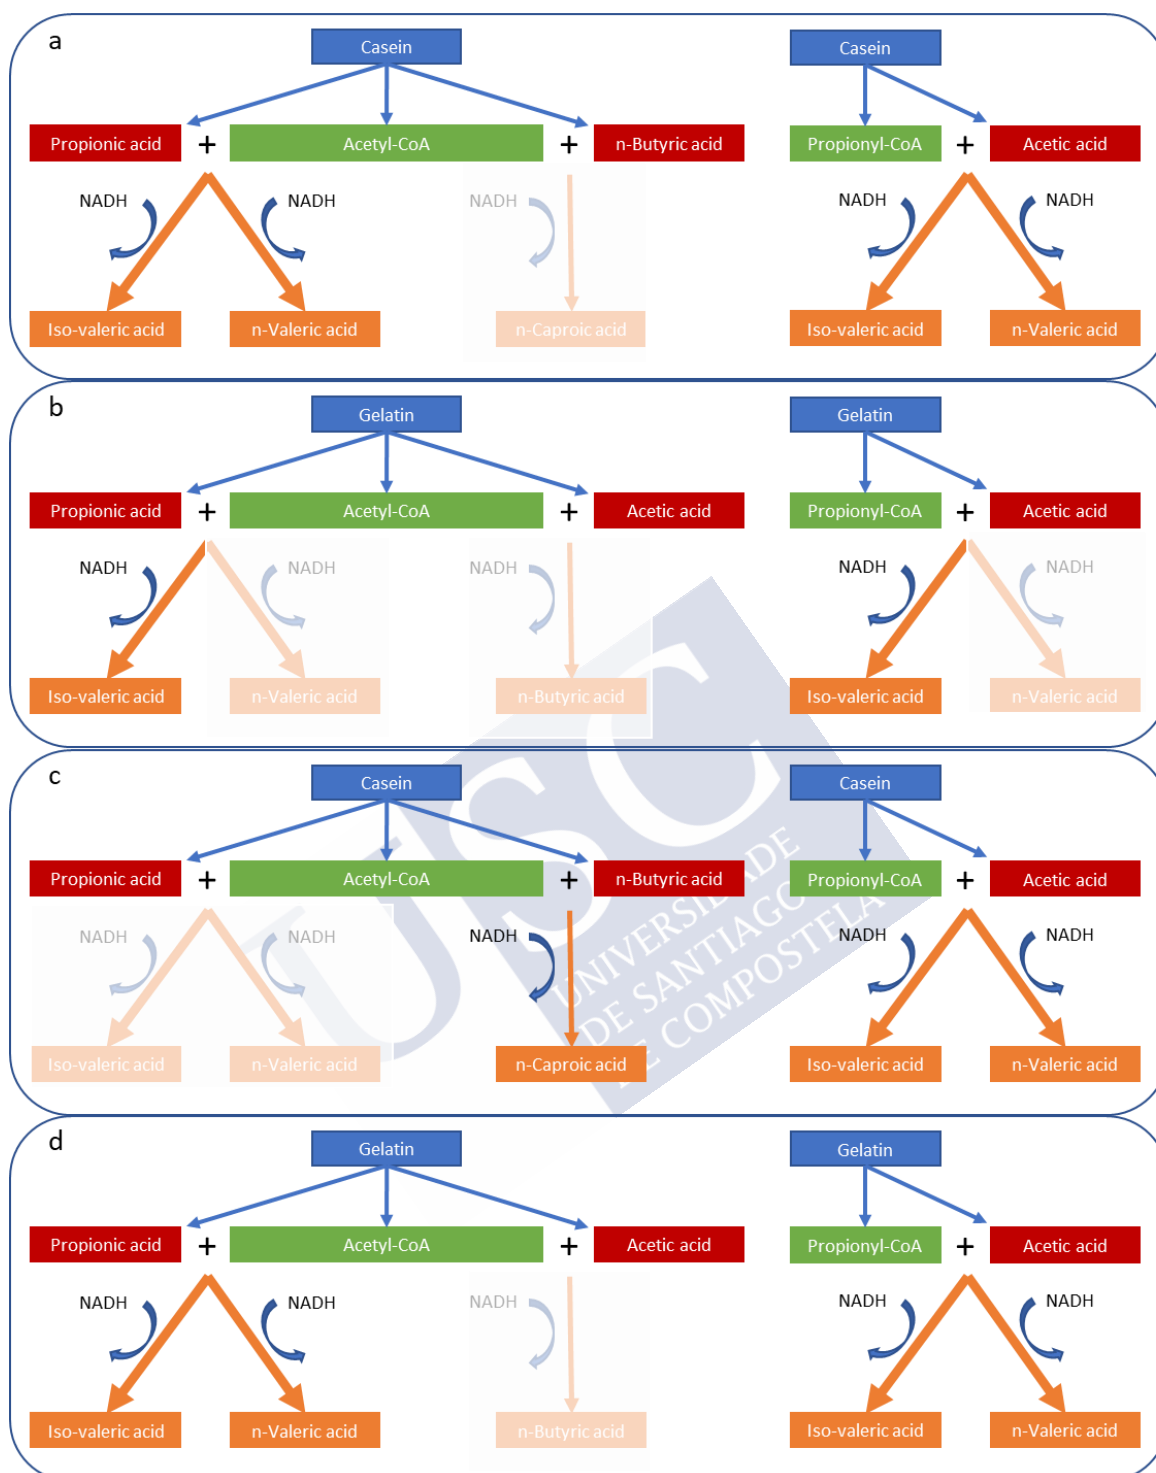 a
Casein
Casein
Propionic acid + Acetyl-CoA + n-Butyric acid
Propionyl-CoA + Acetic acid
NADH NADH NADH NADH NADH
Iso-valeric acid n-Valeric acid n-Caproic acid Iso-valeric acid n-Valeric acid
b
Gelatin
Gelatin
Propionic acid + Acetyl-CoA + Acetic acid
Propionyl-CoA + Acetic acid
NADH NADH NADH NADH NADH
Iso-valeric acid n-Valeric acid n-Butyric acid Iso-valeric acid n-Valeric acid
c
Casein
Casein
Propionic acid + Acetyl-CoA + n-Butyric acid
Propionyl-CoA + Acetic acid
NADH NADH NADH NADH NADH
Iso-valeric acid n-Valeric acid n-Caproic acid Iso-valeric acid n-Valeric acid
d
Gelatin
Gelatin
Propionic acid + Acetyl-CoA + Acetic acid
Propionyl-CoA + Acetic acid
NADH NADH NADH NADH NADH
Iso-valeric acid n-Valeric acid n-Butyric acid Iso-valeric acid n-Valeric acid
USC
UNIVERSIDADE
DE SANTIAGO
DE COMPOSTELA